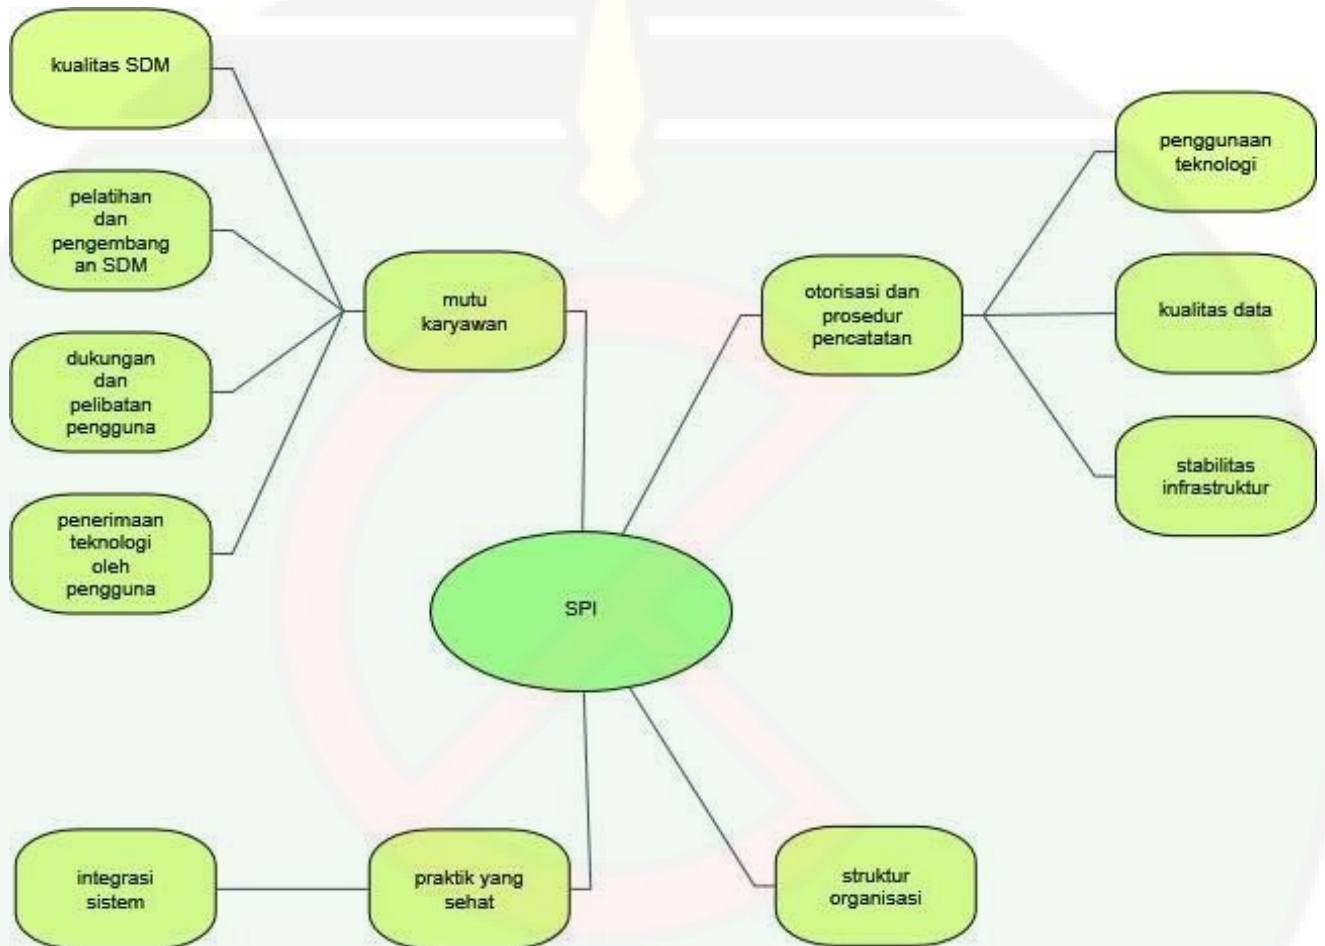 kualitas SDM
pelatihan
dan
pengembang
an SDM
dukungan
dan
pelibatan
pengguna
penerimaan
teknologi
oleh
pengguna
mutu
karyawan
otorisasi dan
prosedur
pencatatan
penggunaan
teknologi
kualitas data
stabilitas
infrastruktur
SPI
integrasi
sistem
praktik yang
sehat
struktur
organisasi